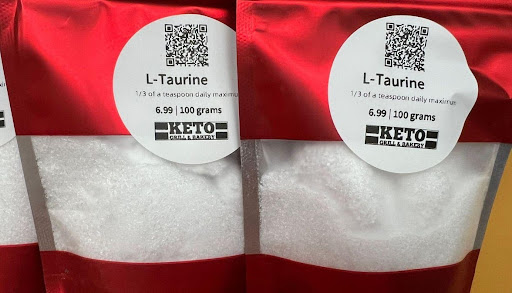 L-Taurine
1/3 of a teaspoon daily maximu
6.99 | 100 grams
KETO
GRILL & BAKERY
L-Taurine
1/3 of a teaspoon daily maximum
6.99 | 100 grams
KETO
GRILL & BAKERY